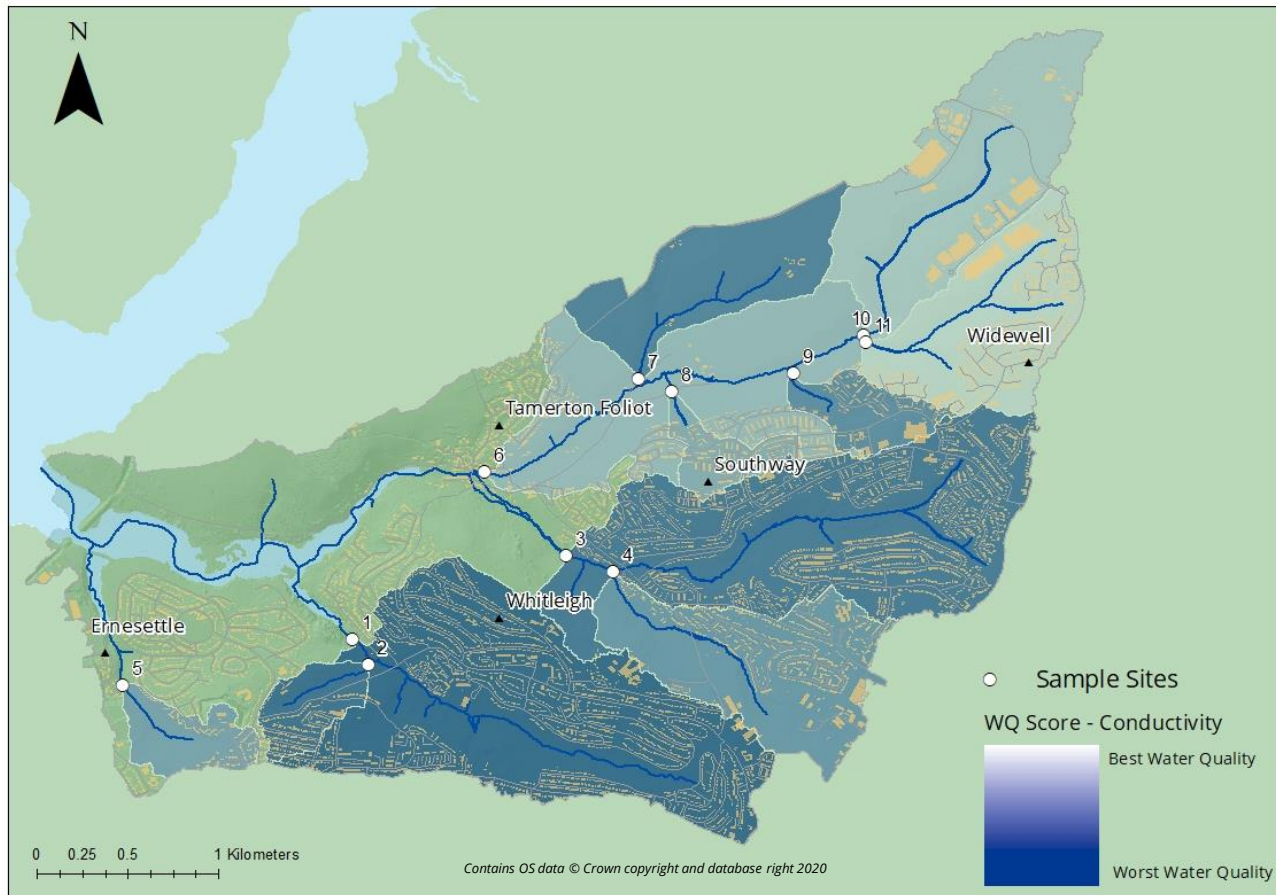 N
10
11
Widewell
7
9
8
Tamerton Foliot
6
Southway
3
4
Whitleigh
1
Ernesettle
2
5
Sample Sites
WQ Score - Conductivity
Best Water Quality
Worst Water Quality
0 0.25 0.5 1 Kilometers
Contains OS data © Crown copyright and database right 2020